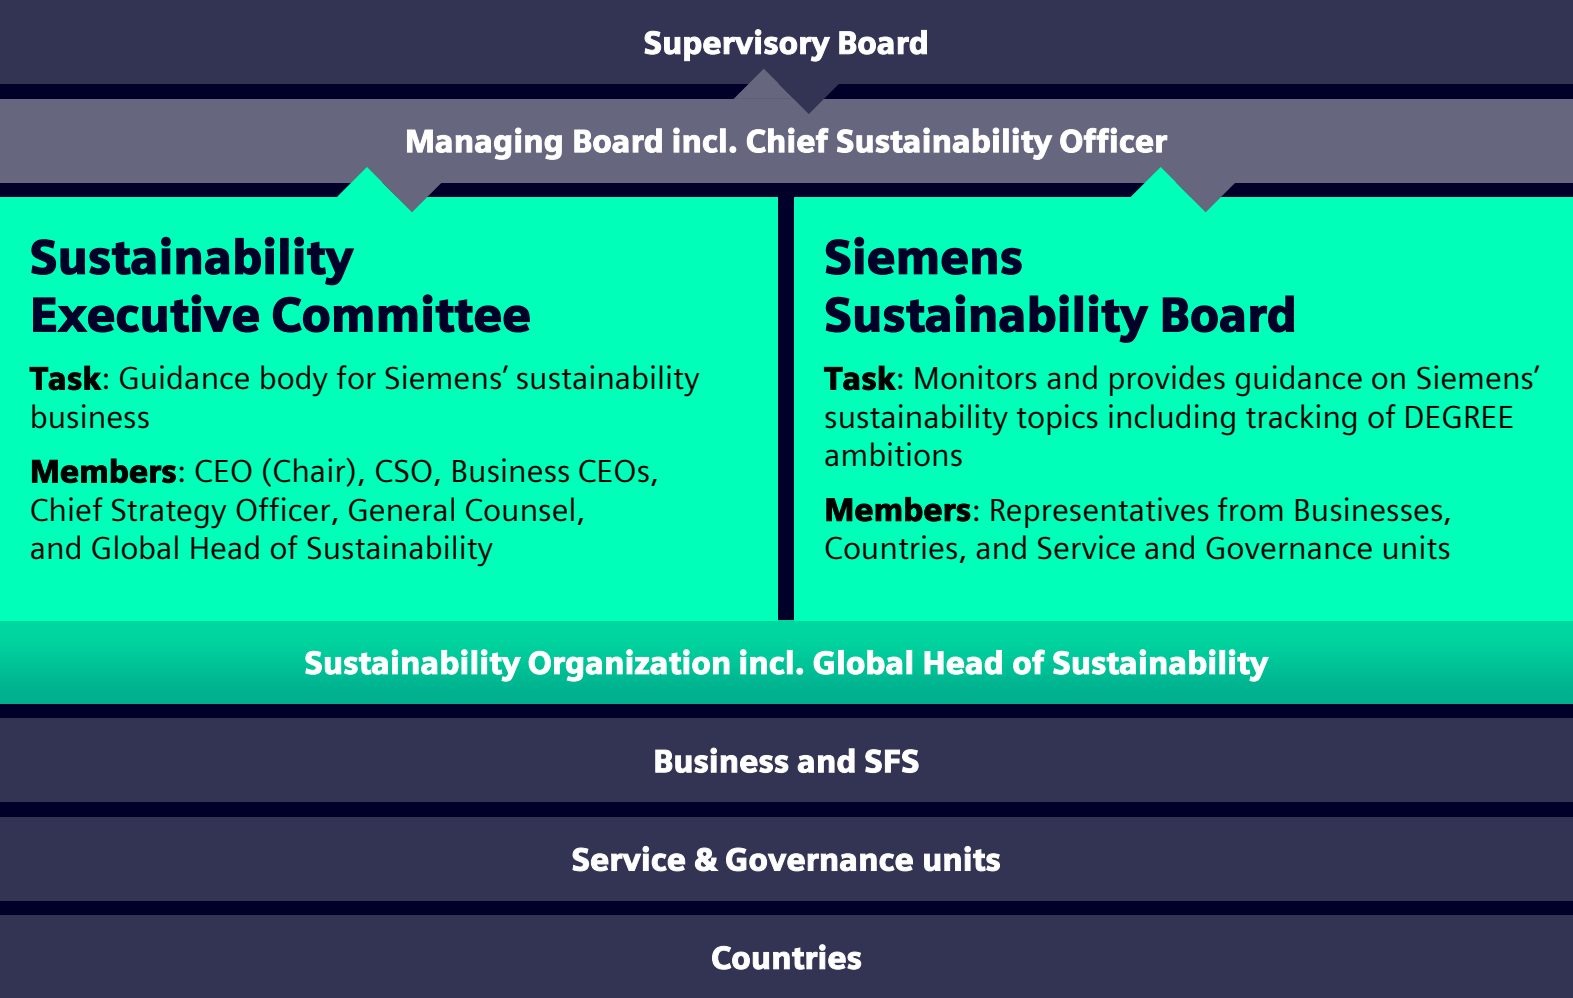 Supervisory Board
Managing Board incl. Chief Sustainability Officer
Sustainability
Executive Committee
Task: Guidance body for Siemens’ sustainability
business
Members: CEO (Chair), CSO, Business CEOs,
Chief Strategy Officer, General Counsel,
and Global Head of Sustainability
Siemens
Sustainability Board
Task: Monitors and provides guidance on Siemens’
sustainability topics including tracking of DEGREE
ambitions
Members: Representatives from Businesses,
Countries, and Service and Governance units
Sustainability Organization incl. Global Head of Sustainability
Business and SFS
Service & Governance units
Countries